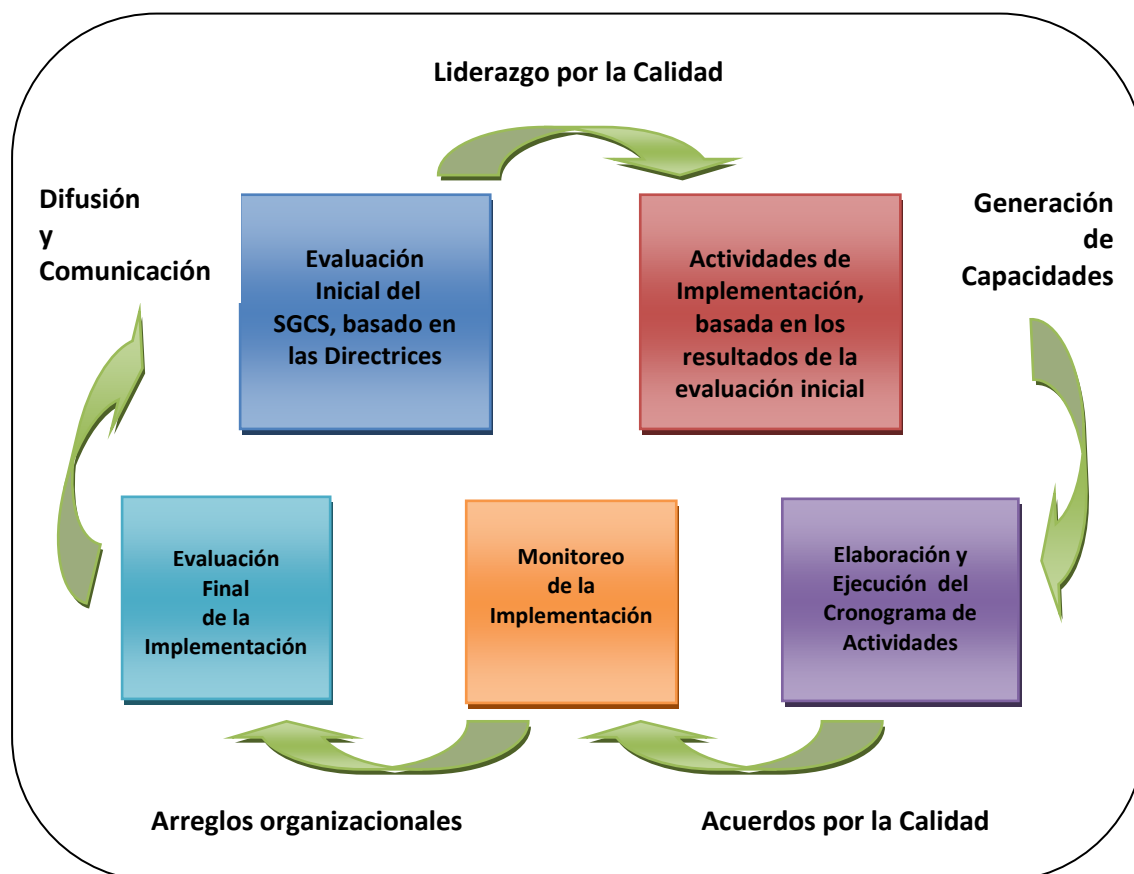 Liderazgo por la Calidad
Difusión
y
Comunicación
Generación
de
Capacidades
Evaluación
Inicial del
SGCS, basado en
las Directrices
Actividades de
Implementación,
basada en los
resultados de la
evaluación inicial
Evaluación
Final
de la
Implementación
Monitoreo
de la
Implementación
Elaboración y
Ejecución del
Cronograma de
Actividades
Arreglos organizacionales
Acuerdos por la Calidad